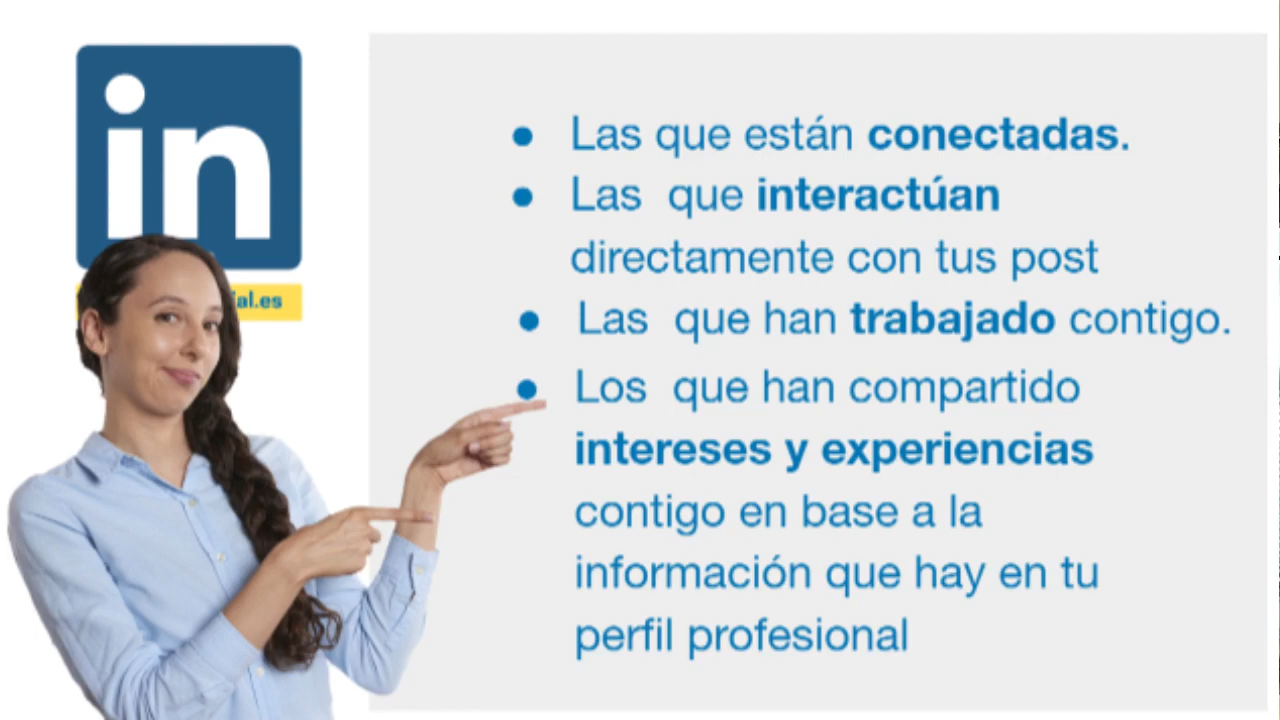 in
ial.es
• Las que están conectadas.
• Las que interactúan
directamente con tus post
• Las que han trabajado contigo.
• Los que han compartido
intereses y experiencias
contigo en base a la
información que hay en tu
perfil profesional